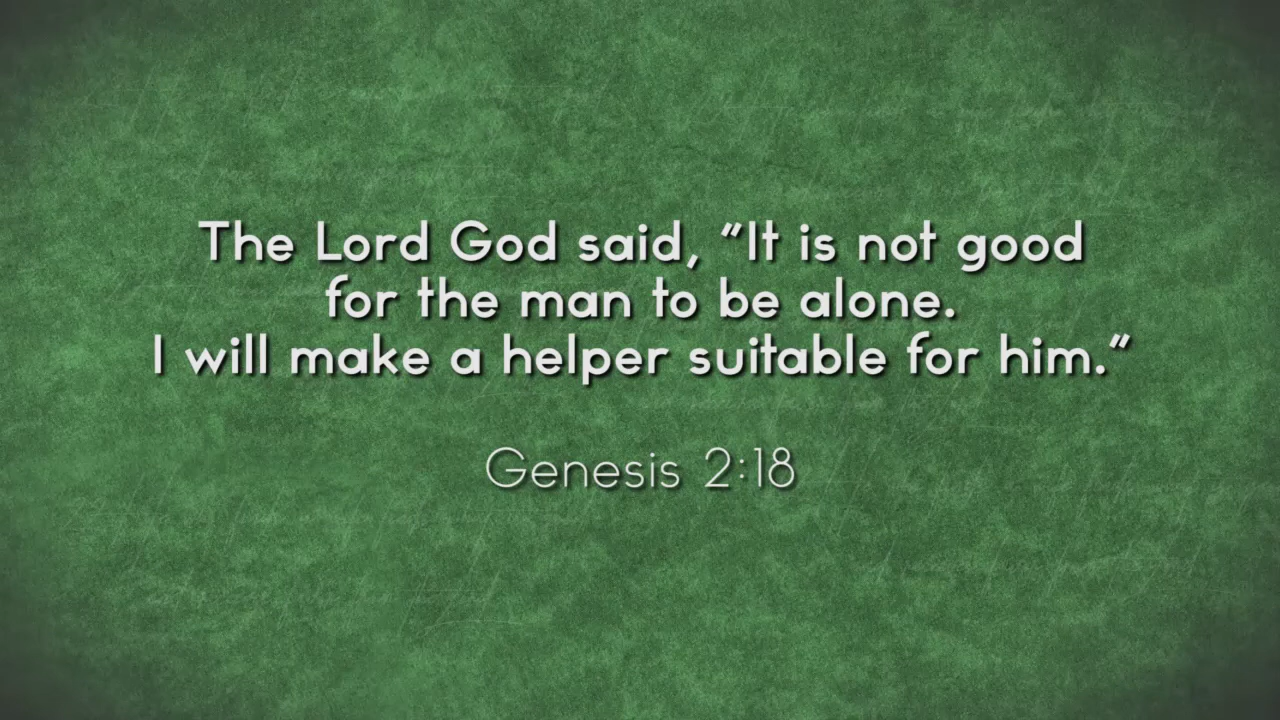 The Lord God said, “It is not good
for the man to be alone.
I will make a helper suitable for him.”
Genesis 2:18